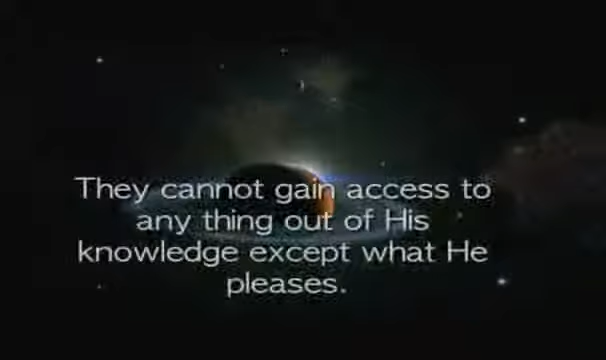 They cannot gain access to
any thing out of His
knowledge except what He
pleases.